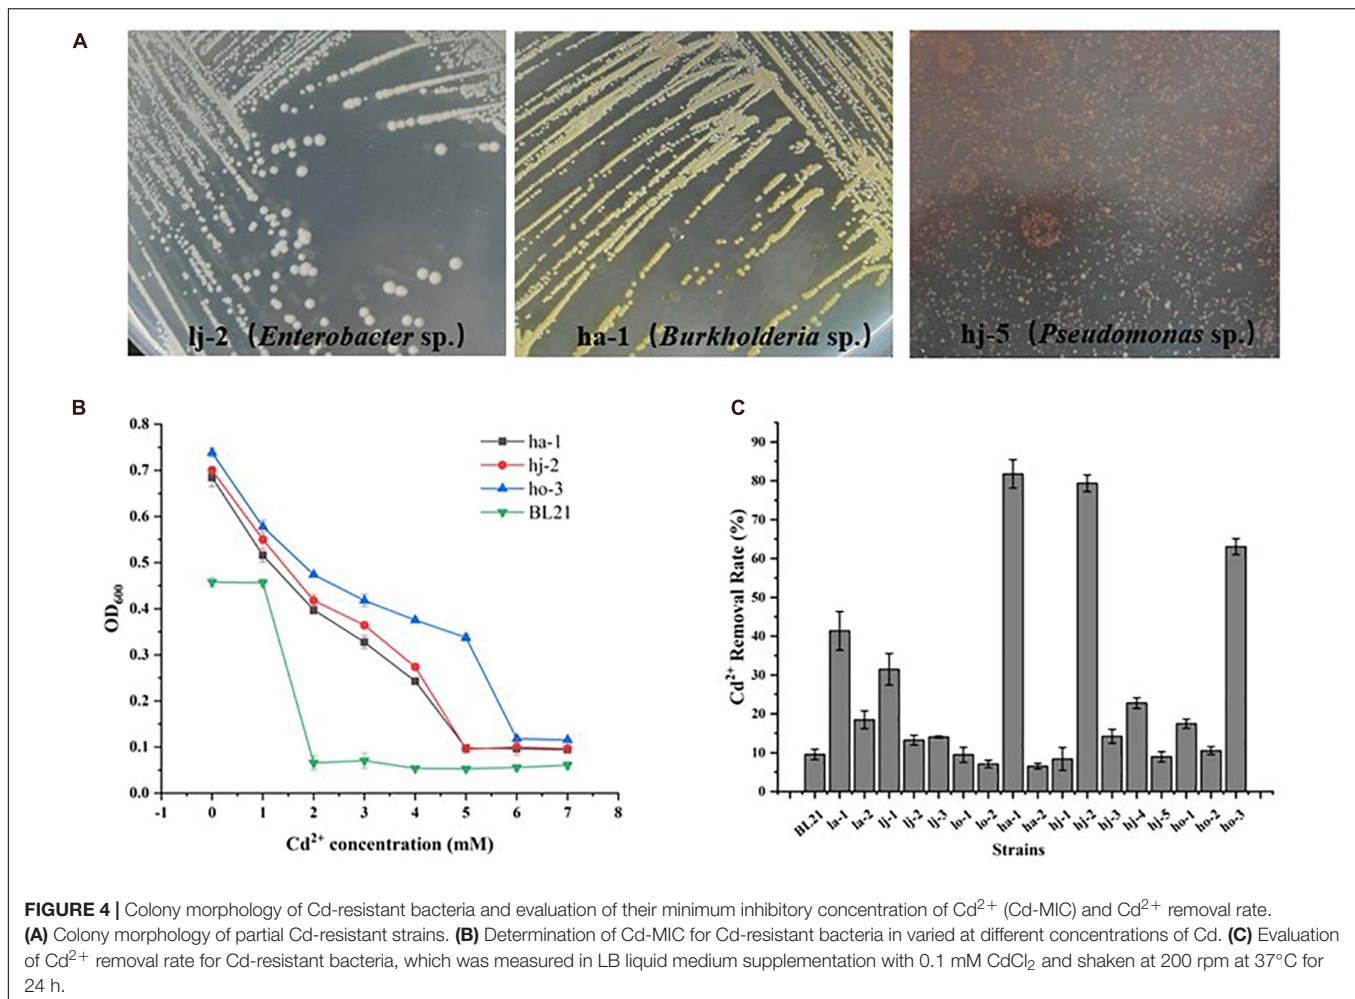 A
lj-2 (Enterobacter sp.)
ha-1 (Burkholderia sp.)
hj-5 (Pseudomonas sp.)
B
0.8
0.7
0.6
0.5
0.4
0.3
0.2
0.1
0.0
OD600
-1 0 1 2 3 4 5 6 7 8
Cd2+ concentration (mM)
ha-1
hj-2
ho-3
BL21
C
90
80
70
60
50
40
30
20
10
0
Cd2+ Removal Rate (%)
BL21 la-1 la-2 lj-1 lj-2 lj-3 lo-1 lo-2 ha-1 ha-2 hj-1 hj-2 hj-3 hj-4 hj-5 ho-1 ho-2 ho-3
Strains
FIGURE 4 | Colony morphology of Cd-resistant bacteria and evaluation of their minimum inhibitory concentration of Cd2+ (Cd-MIC) and Cd2+ removal rate.
(A) Colony morphology of partial Cd-resistant strains. (B) Determination of Cd-MIC for Cd-resistant bacteria in varied at different concentrations of Cd. (C) Evaluation
of Cd2+ removal rate for Cd-resistant bacteria, which was measured in LB liquid medium supplementation with 0.1 mM CdCl2 and shaken at 200 rpm at 37°C for
24 h.